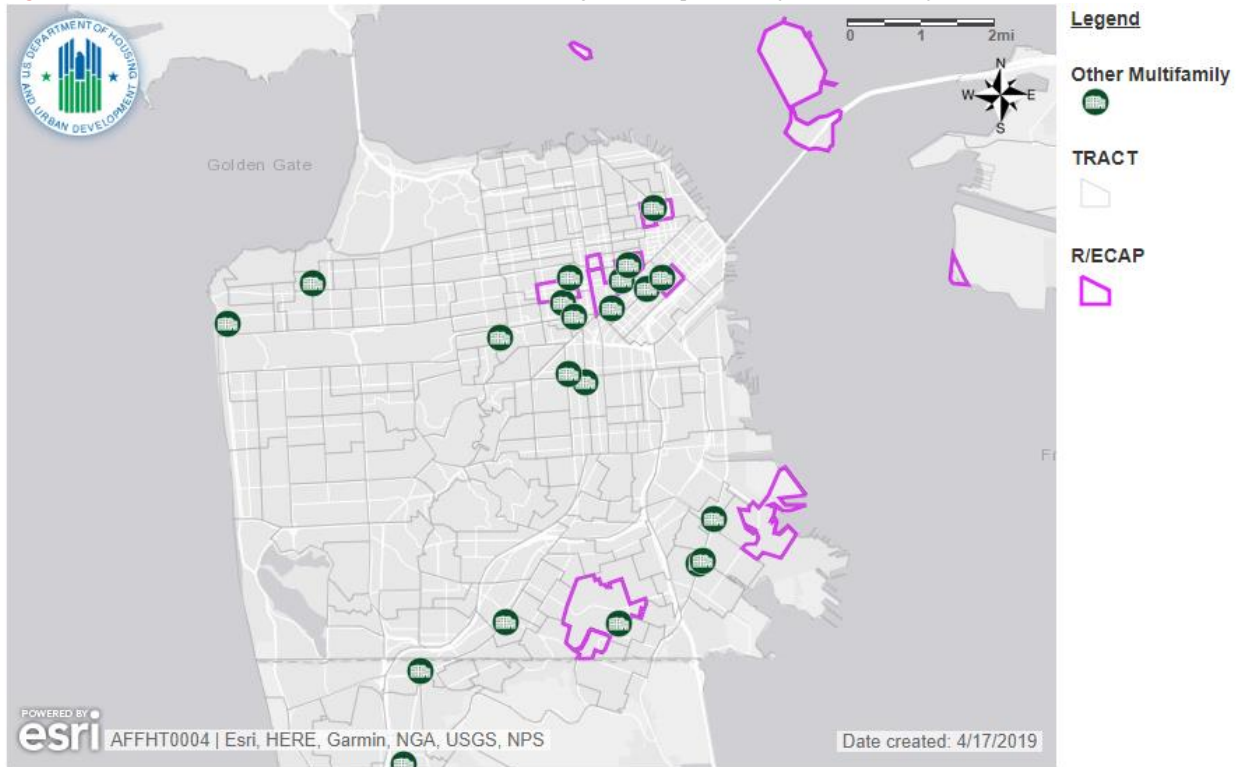 US DEPARTMENT OF HOUSING
AND URBAN DEVELOPMENT
Golden Gate
0 1 2mi
N
W E
S
Legend
Other Multifamily
TRACT
R/ECAP
POWERED BY
esri
AFFHT0004 | Esri, HERE, Garmin, NGA, USGS, NPS
Date created: 4/17/2019